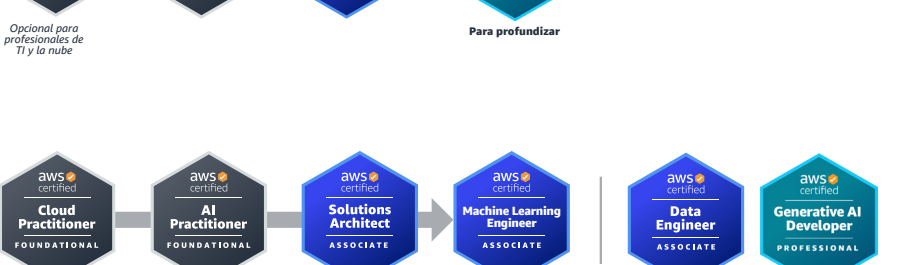 Opcional para
profesionales de
TI y la nube
Para profundizar
aws
certified
Cloud
Practitioner
FOUNDATIONAL
aws
certified
AI
Practitioner
FOUNDATIONAL
aws
certified
Solutions
Architect
ASSOCIATE
aws
certified
Machine Learning
Engineer
ASSOCIATE
aws
certified
Data
Engineer
ASSOCIATE
aws
certified
Generative AI
Developer
PROFESSIONAL